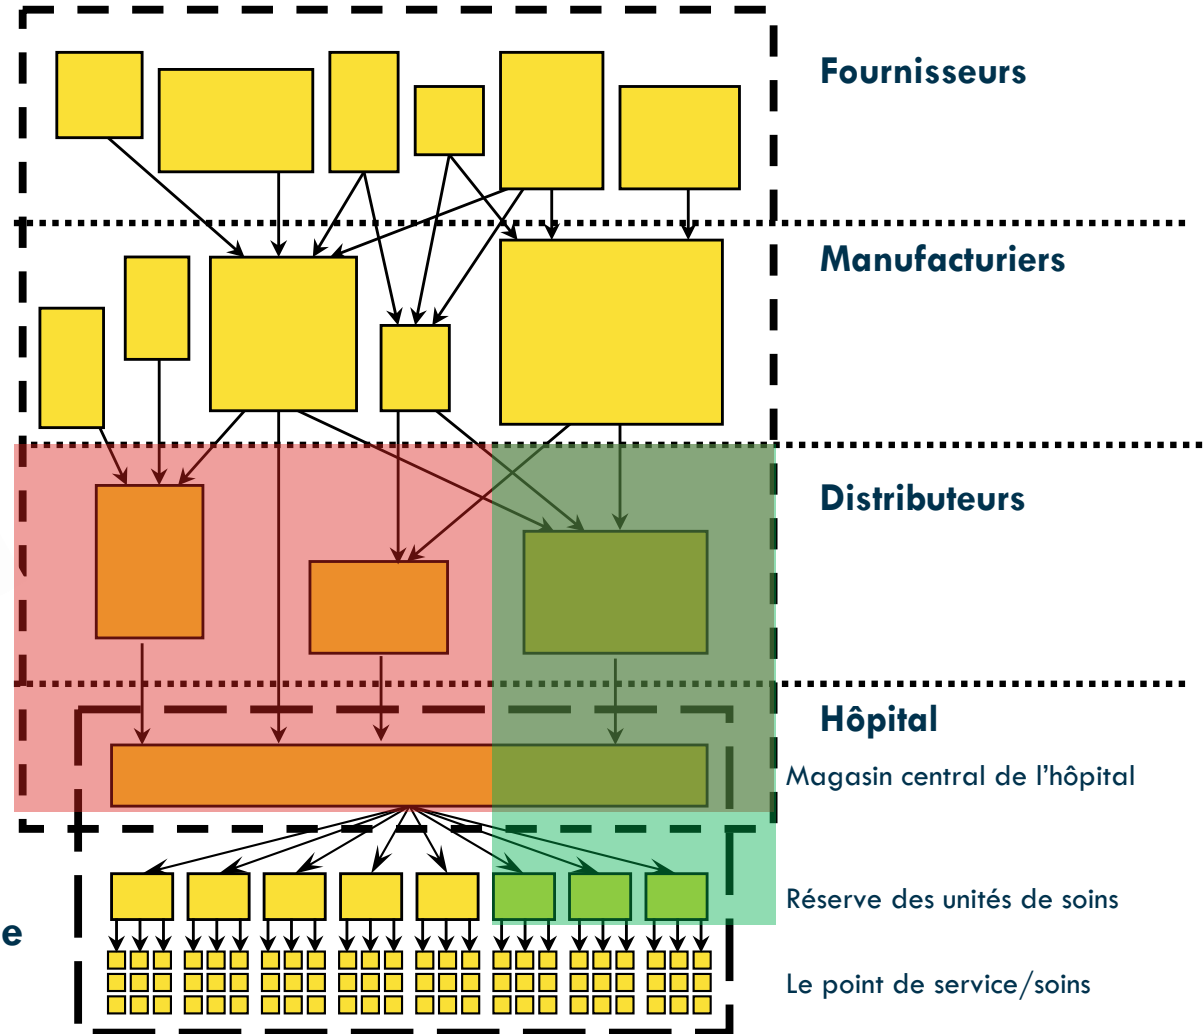 Fournisseurs
Manufacturiers
Distributeurs
Hôpital
Magasin central de l'hôpital
Réserve des unités de soins
e
Le point de service/soins